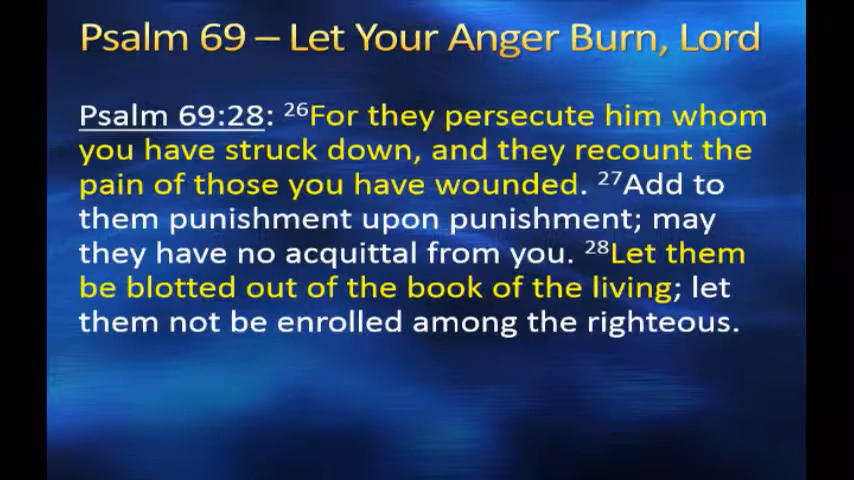 Psalm 69 – Let Your Anger Burn, Lord
Psalm 69:28: 26For they persecute him whom
you have struck down, and they recount the
pain of those you have wounded. 27Add to
them punishment upon punishment; may
they have no acquittal from you. 28Let them
be blotted out of the book of the living; let
them not be enrolled among the righteous.